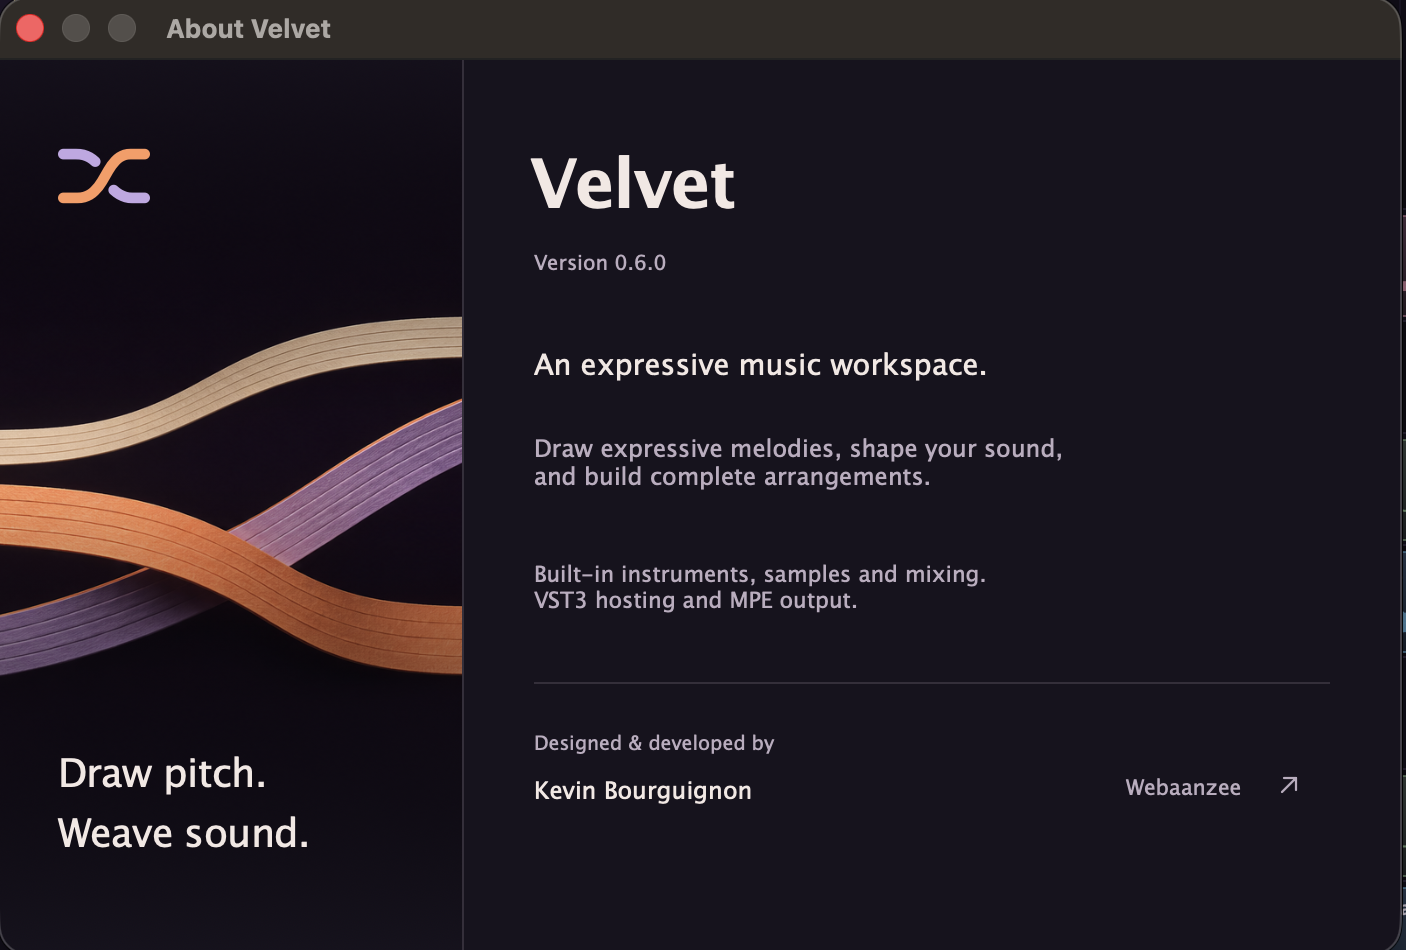 About Velvet
Draw pitch.
Weave sound.
Velvet
Version 0.6.0
An expressive music workspace.
Draw expressive melodies, shape your sound,
and build complete arrangements.
Built-in instruments, samples and mixing.
VST3 hosting and MPE output.
Designed & developed by
Kevin Bourguignon
Webaanzee